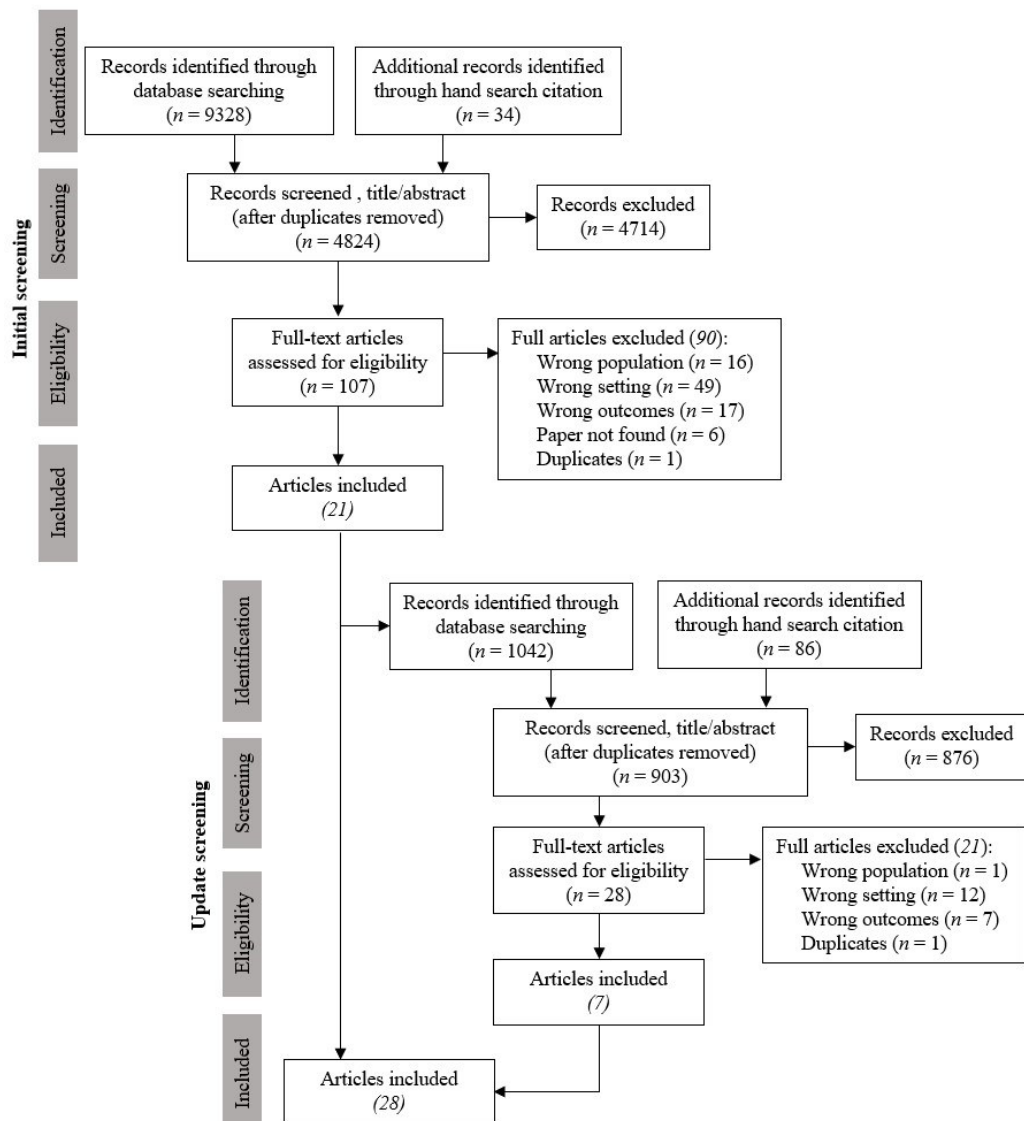 Initial screening
Identification
Records identified through
database searching
(n = 9328)
Additional records identified
through hand search citation
(n = 34)
Screening
Records screened , title/abstract
(after duplicates removed)
(n = 4824)
Records excluded
(n = 4714)
Eligibility
Full-text articles
assessed for eligibility
(n = 107)
Full articles excluded (90):
Wrong population (n = 16)
Wrong setting (n = 49)
Wrong outcomes (n = 17)
Paper not found (n = 6)
Duplicates (n = 1)
Included
Articles included
(21)
Update screening
Identification
Records identified through
database searching
(n = 1042)
Additional records identified
through hand search citation
(n = 86)
Screening
Records screened, title/abstract
(after duplicates removed)
(n = 903)
Records excluded
(n = 876)
Eligibility
Full-text articles
assessed for eligibility
(n = 28)
Full articles excluded (21):
Wrong population (n = 1)
Wrong setting (n = 12)
Wrong outcomes (n = 7)
Duplicates (n = 1)
Articles included
(7)
Included
Articles included
(28)